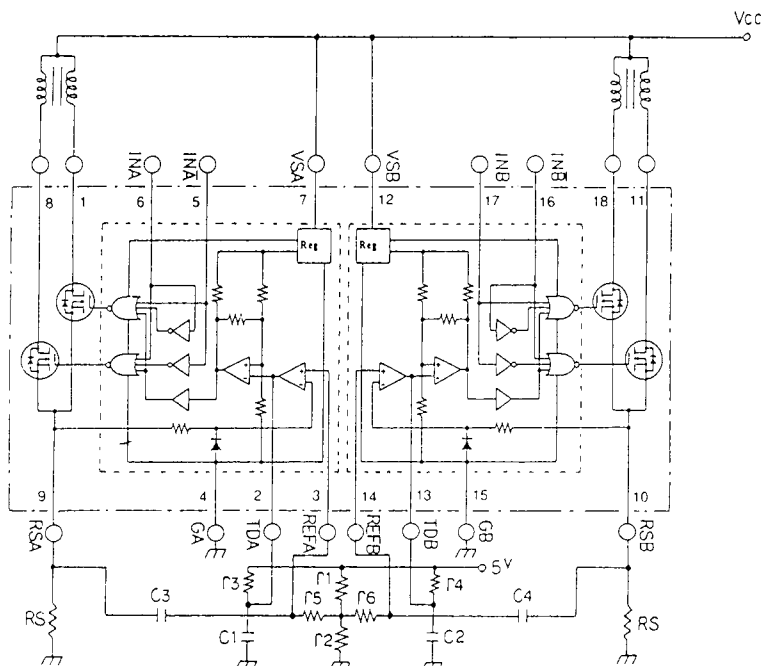 Vcc
INA
INA̅
VSA
VSB
INB
INB̅
8
1
6
5
7
12
17
16
18
11
Reg
Reg
9
4
2
3
14
13
15
10
RSA
GA
TDA
REFA
REFB
TDB
GB
RSB
5V
r3
r1
r4
C3
r5
r6
C4
RS
C1
r2
C2
RS